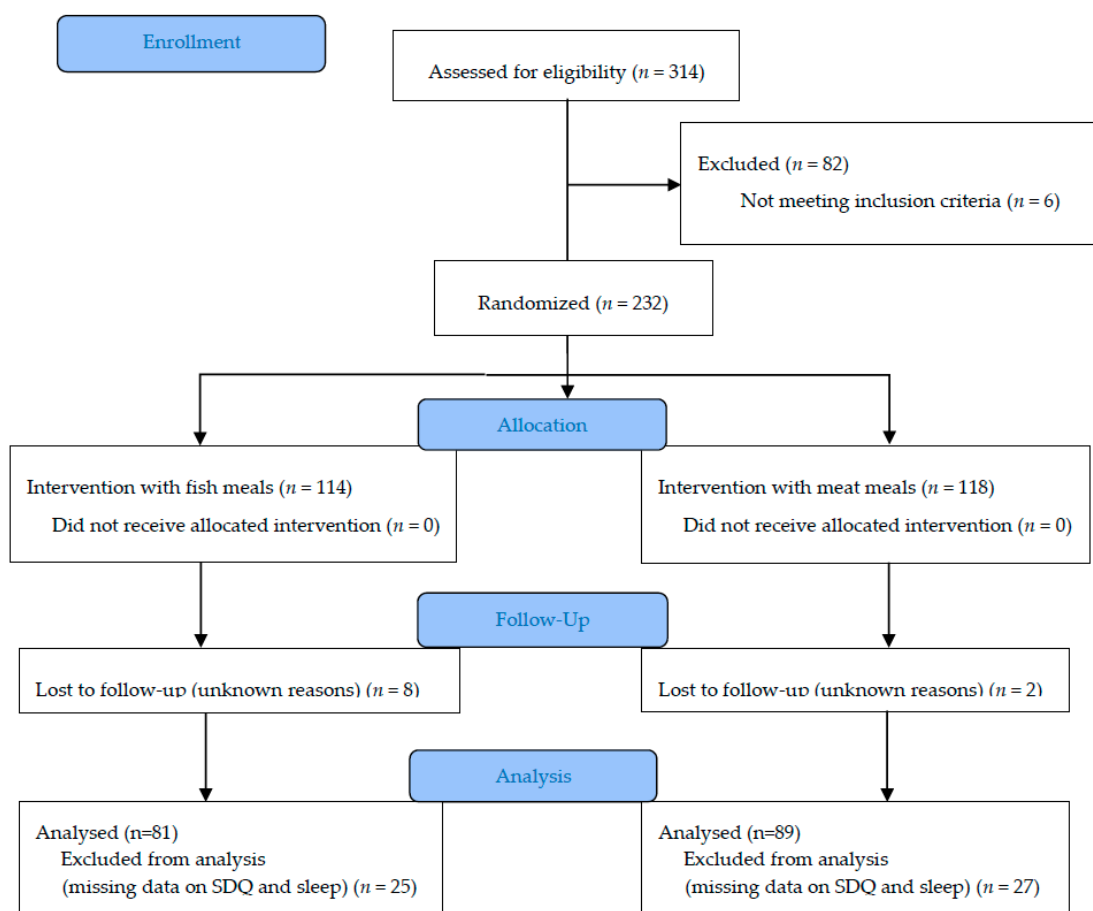 Enrollment
Assessed for eligibility (n = 314)
Excluded (n = 82)
Not meeting inclusion criteria (n = 6)
Randomized (n = 232)
Allocation
Intervention with fish meals (n = 114)
Did not receive allocated intervention (n = 0)
Intervention with meat meals (n = 118)
Did not receive allocated intervention (n = 0)
Follow-Up
Lost to follow-up (unknown reasons) (n = 8)
Lost to follow-up (unknown reasons) (n = 2)
Analysis
Analysed (n=81)
Excluded from analysis
(missing data on SDQ and sleep) (n = 25)
Analysed (n=89)
Excluded from analysis
(missing data on SDQ and sleep) (n = 27)